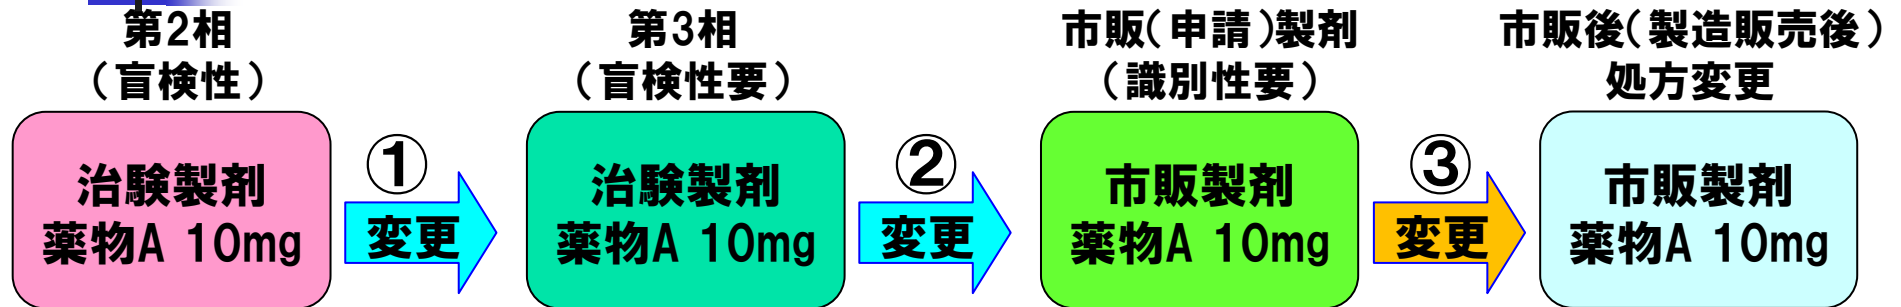 第2相
（盲検性）
治験製剤
薬物A 10mg
①
変更
第3相
（盲検性要）
治験製剤
薬物A 10mg
②
変更
市販（申請）製剤
（識別性要）
市販製剤
薬物A 10mg
③
変更
市販後（製造販売後）
処方変更
市販製剤
薬物A 10mg